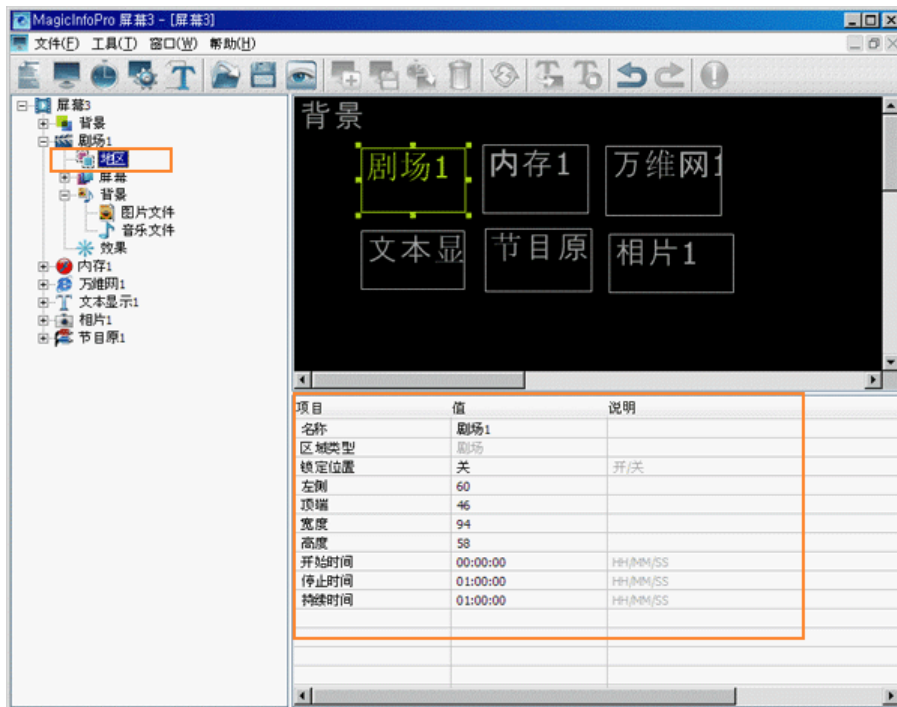 MagicInfoPro 屏幕3 - [屏幕3]
文件(F) 工具(T) 窗口(W) 帮助(H)
屏幕3
背景
剧场1
地区
屏幕
背景
图片文件
音乐文件
效果
内存1
万维网1
文本显示1
相片1
节目原1
背景
剧场1 内存1 万维网1
文本显 节目原 相片1
项目 值 说明
名称 剧场1
区域类型 剧场
锁定位置 关 开/关
左侧 60
顶端 46
宽度 94
高度 58
开始时间 00:00:00 HH/MM/SS
停止时间 01:00:00 HH/MM/SS
持续时间 01:00:00 HH/MM/SS